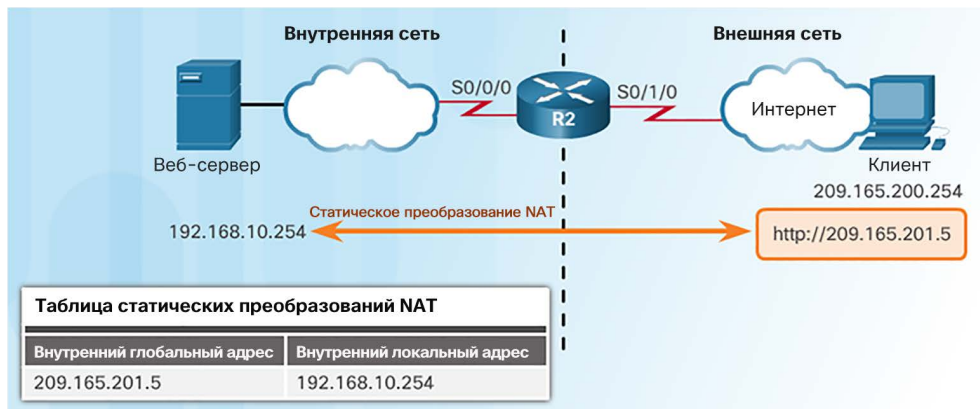 Внутренняя сеть
Внешняя сеть
S0/0/0
S0/1/0
R2
Интернет
Веб-сервер
Клиент
209.165.200.254
Статическое преобразование NAT
192.168.10.254
http://209.165.201.5
Таблица статических преобразований NAT
Внутренний глобальный адрес Внутренний локальный адрес
209.165.201.5 192.168.10.254